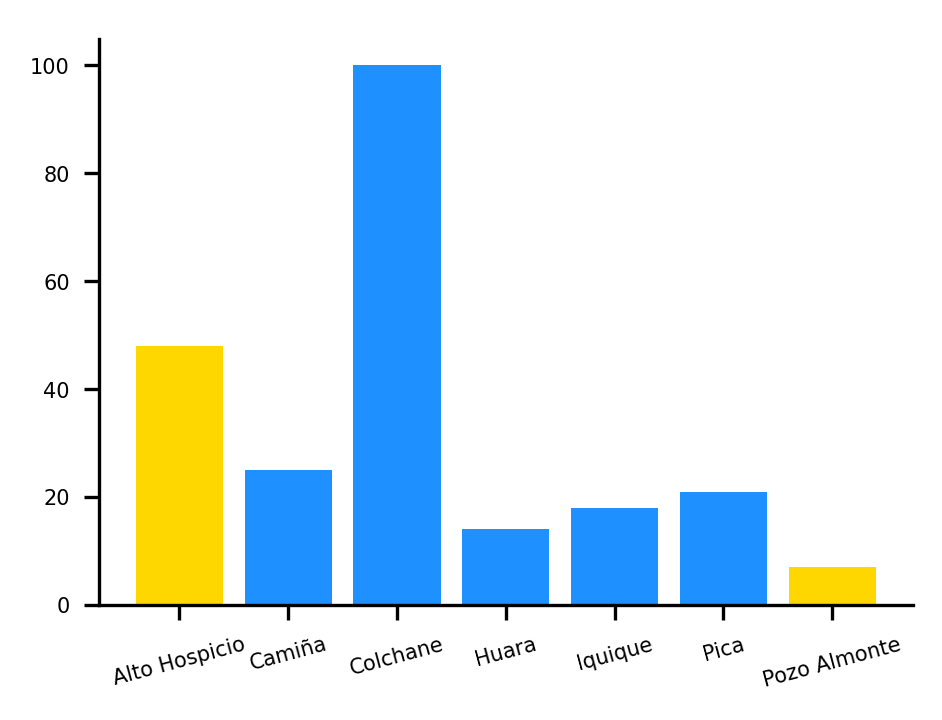 100
80
60
40
20
0
Alto Hospicio
Camiña
Colchane
Huara
Iquique
Pica
Pozo Almonte